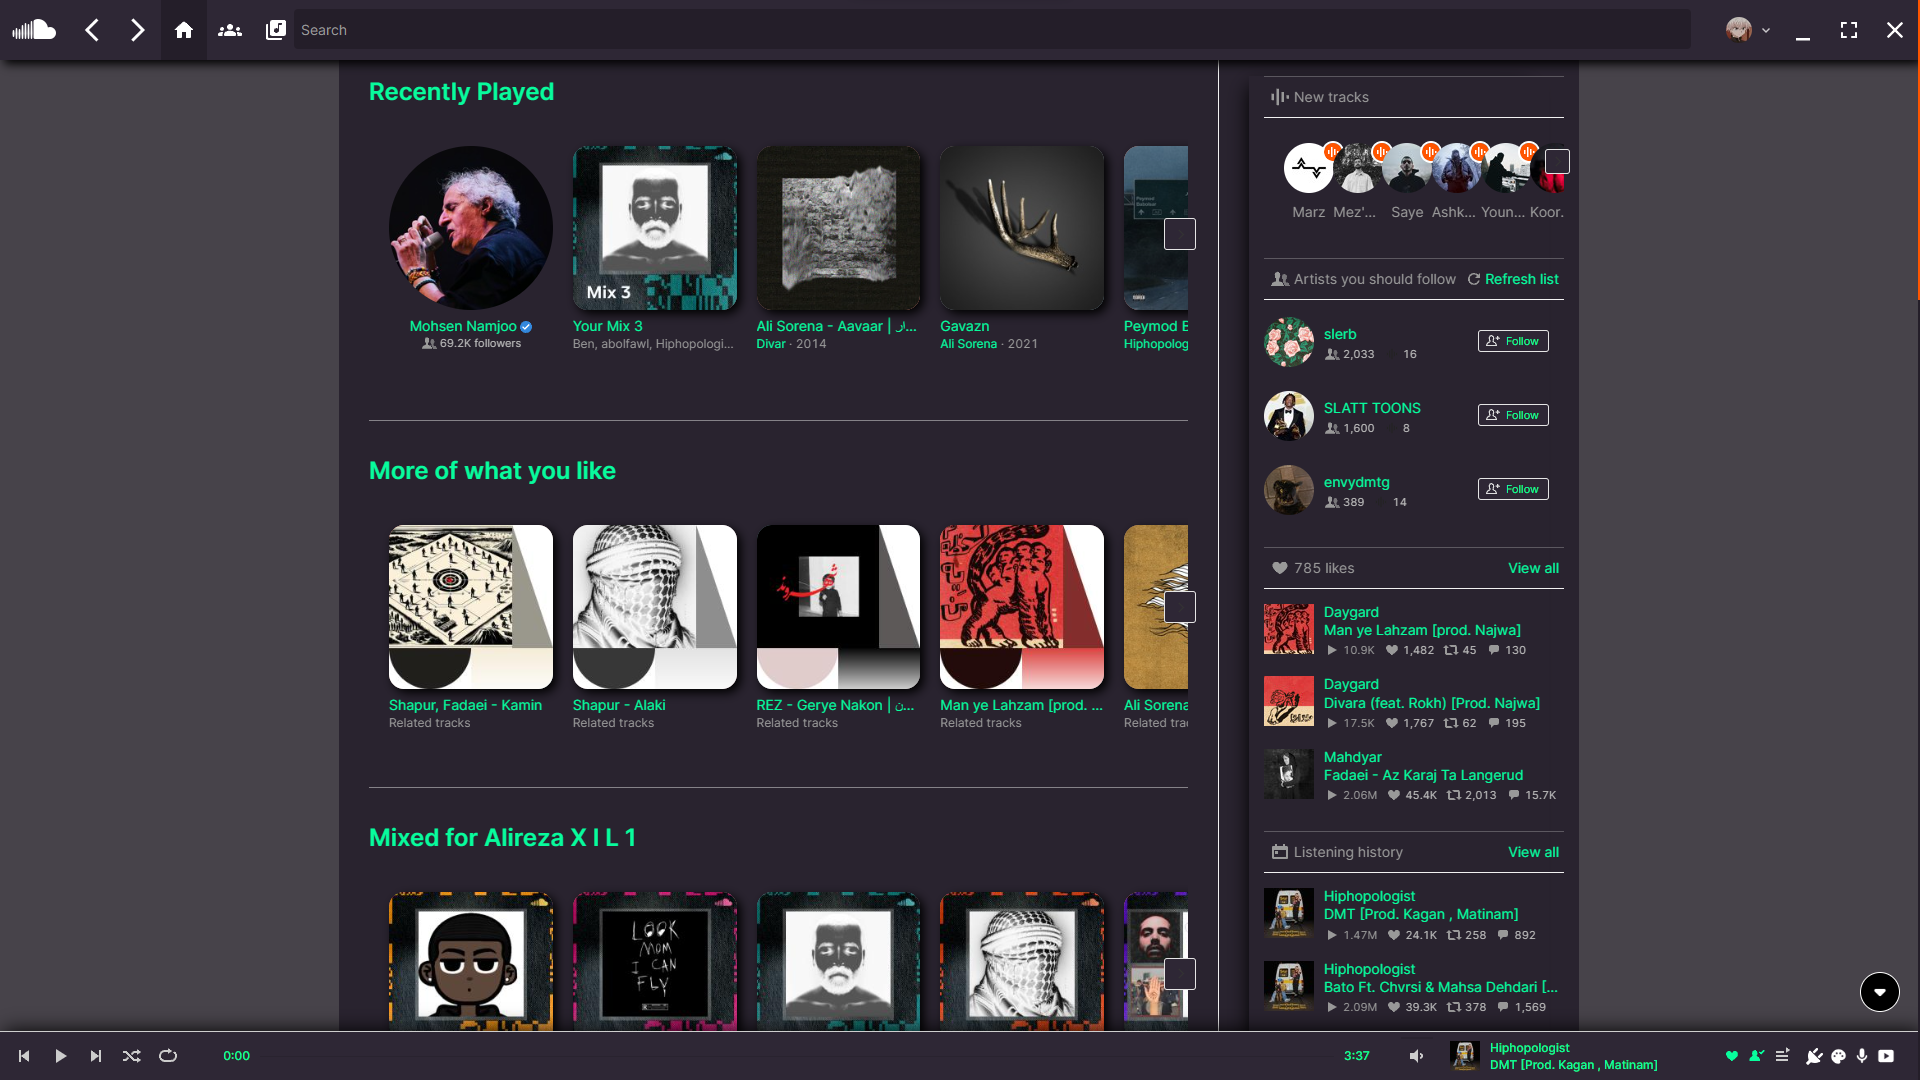 Search
Recently Played
Mix 3
Mohsen Namjoo
69.2K followers
Your Mix 3
Ben, abolfawl, Hiphopologi...
Ali Sorena - Aavaar | ...ار
Divar · 2014
Gavazn
Ali Sorena · 2021
Peymod B
Hiphopolog
More of what you like
Shapur, Fadaei - Kamin
Related tracks
Shapur - Alaki
Related tracks
REZ - Gerye Nakon | ...ن
Related tracks
Man ye Lahzam [prod. ...
Related tracks
Ali Sorena
Related trac
Mixed for Alireza X I L 1
LOOK
MOM
I CAN
FLY
New tracks
Marz
Mez'...
Saye
Ashk...
Youn...
Koor.
Artists you should follow
Refresh list
slerb
2,033
16
Follow
SLATT TOONS
1,600
8
Follow
envydmtg
389
14
Follow
785 likes
View all
Daygard
Man ye Lahzam [prod. Najwa]
10.9K 1,482 45 130
Daygard
Divara (feat. Rokh) [Prod. Najwa]
17.5K 1,767 62 195
Mahdyar
Fadaei - Az Karaj Ta Langerud
2.06M 45.4K 2,013 15.7K
Listening history
View all
Hiphopologist
DMT [Prod. Kagan , Matinam]
1.47M 24.1K 258 892
Hiphopologist
Bato Ft. Chvrsi & Mahsa Dehdari [...
2.09M 39.3K 378 1,569
0:00
3:37
Hiphopologist
DMT [Prod. Kagan , Matinam]